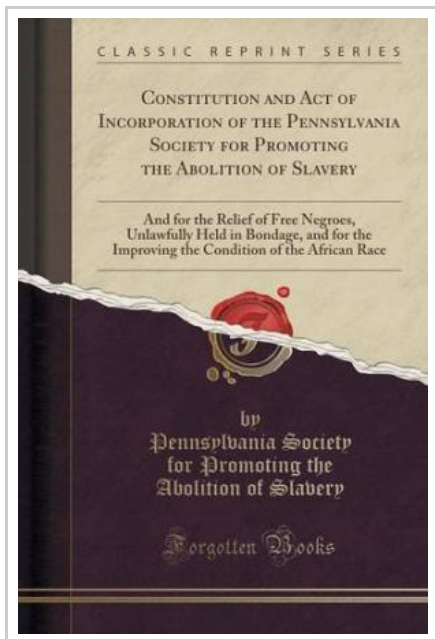 CLASSIC REPRINT SERIES
CONSTITUTION AND ACT OF
INCORPORATION OF THE PENNSYLVANIA
SOCIETY FOR PROMOTING
THE ABOLITION OF SLAVERY
And for the Relief of Free Negroes,
Unlawfully Held in Bondage, and for the
Improving the Condition of the African Race
by
Pennsylvania Society
for Promoting the
Abolition of Slavery
Forgotten Books